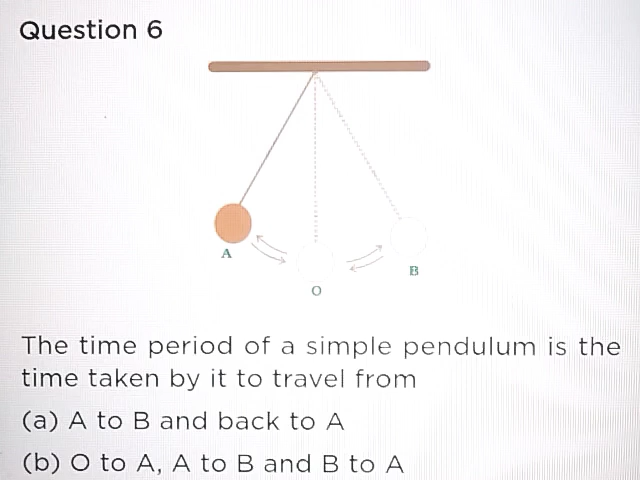 Question 6
A
B
O
The time period of a simple pendulum is the
time taken by it to travel from
(a) A to B and back to A
(b) O to A, A to B and B to A